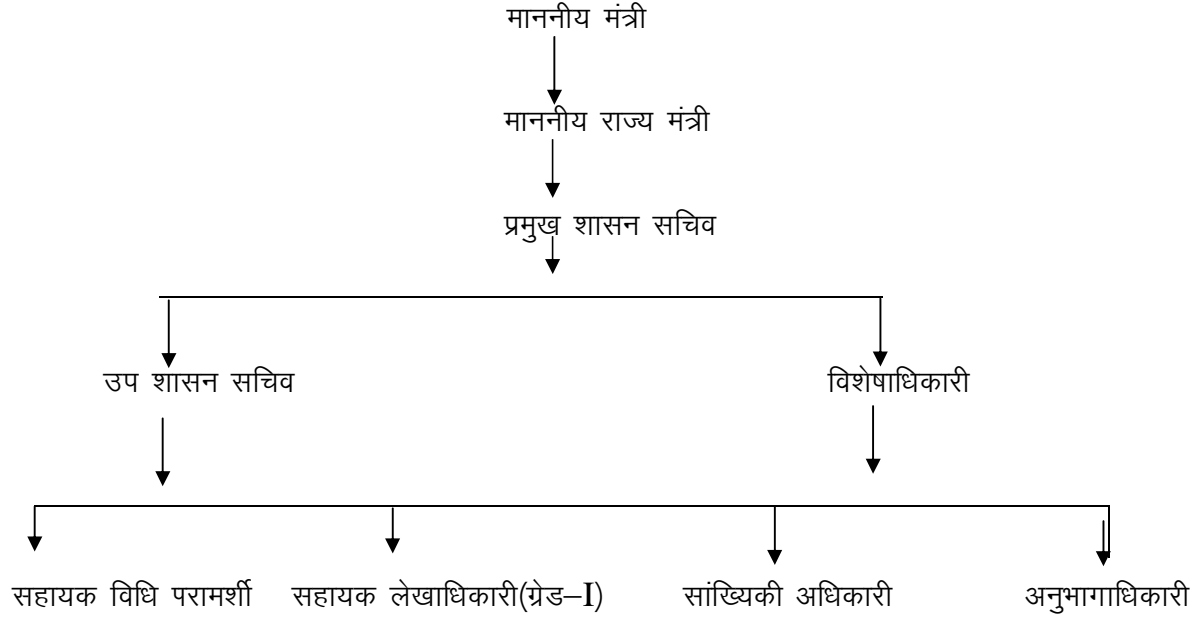 माननीय मंत्री
माननीय राज्य मंत्री
प्रमुख शासन सचिव
उप शासन सचिव विशेषाधिकारी
सहायक विधि परामर्शी सहायक लेखाधिकारी(ग्रेड–I) सांख्यिकी अधिकारी अनुभागाधिकारी